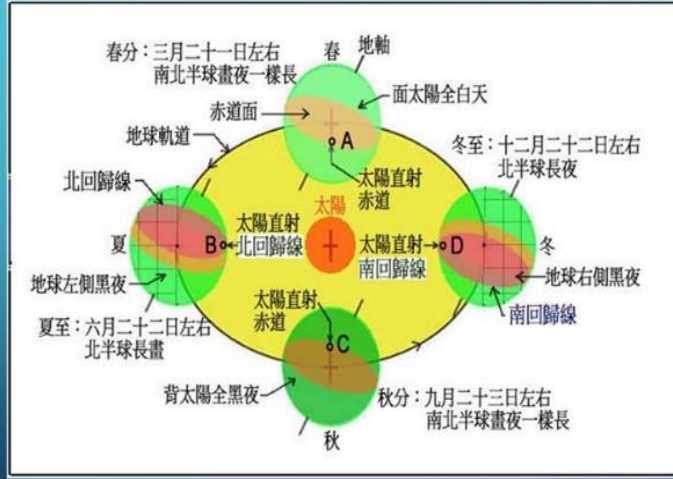 春
地軸
春分：三月二十一日左右
南北半球晝夜一樣長
面太陽全白天
赤道面
地球軌道
A
冬至：十二月二十二日左右
北半球長夜
太陽直射
赤道
北回歸線
太陽
夏
B
太陽直射
北回歸線
太陽直射
南回歸線
D
冬
地球左側黑夜
地球右側黑夜
太陽直射
赤道
南回歸線
夏至：六月二十二日左右
北半球長晝
C
背太陽全黑夜
秋分：九月二十三日左右
南北半球晝夜一樣長
秋